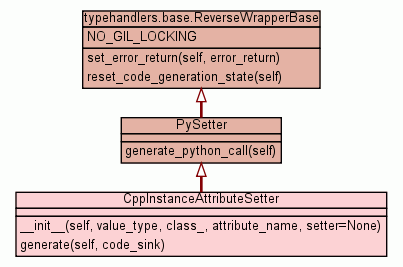 typehandlers.base.ReverseWrapperBase
NO_GIL_LOCKING
set_error_return(self, error_return)
reset_code_generation_state(self)
PySetter
generate_python_call(self)
CppInstanceAttributeSetter
__init__(self, value_type, class_, attribute_name, setter=None)
generate(self, code_sink)